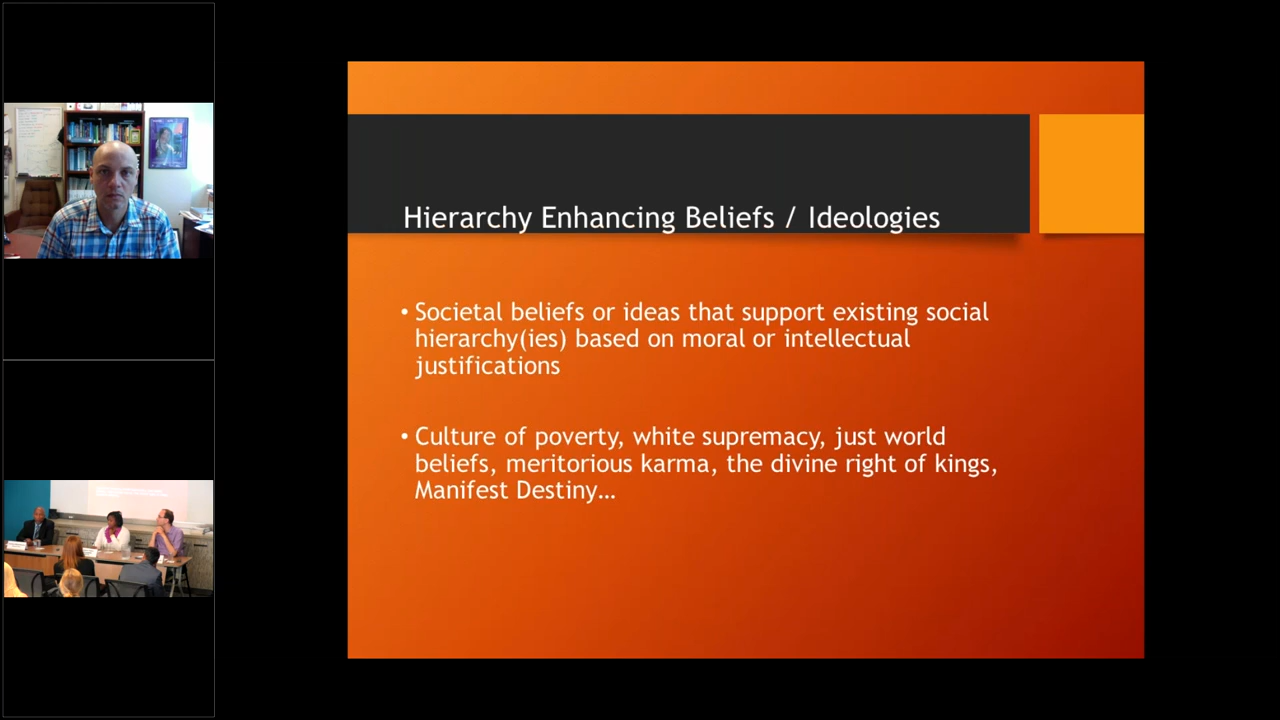 Hierarchy Enhancing Beliefs / Ideologies
• Societal beliefs or ideas that support existing social
hierarchy(ies) based on moral or intellectual
justifications
• Culture of poverty, white supremacy, just world
beliefs, meritorious karma, the divine right of kings,
Manifest Destiny…